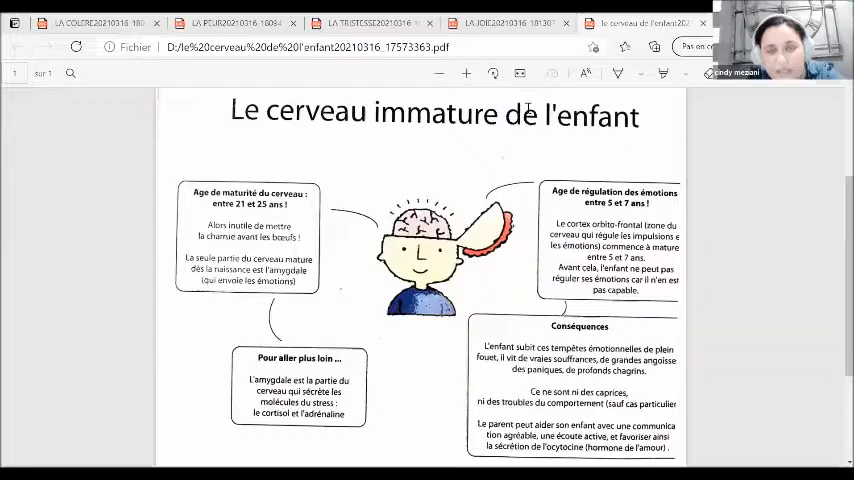 LA COLERE20210316_180
LA PEUR20210316_18094
LA TRISTESSE20210316_1
LA JOIE20210316_181307
le cerveau de l'enfant202
Fichier
D:/le%20cerveau%20de%20l'enfant20210316_17573363.pdf
Pas en co
cindy meziani
1 sur 1
Le cerveau immature de l'enfant
Age de maturité du cerveau :
entre 21 et 25 ans !
Alors inutile de mettre
la charrue avant les bœufs !
La seule partie du cerveau mature
dès la naissance est l'amygdale
(qui envoie les émotions)
Age de régulation des émotions
entre 5 et 7 ans !
Le cortex orbito-frontal (zone du
cerveau qui régule les impulsions e
les émotions) commence à mature
entre 5 et 7 ans.
Avant cela, l'enfant ne peut pas
réguler ses émotions car il n'en est
pas capable.
Pour aller plus loin ...
L'amygdale est la partie du
cerveau qui sécrète les
molécules du stress :
le cortisol et l'adrénaline
Conséquences
L'enfant subit ces tempêtes émotionnelles de plein
fouet, il vit de vraies souffrances, de grandes angoisse
des paniques, de profonds chagrins.
Ce ne sont ni des caprices,
ni des troubles du comportement (sauf cas particulier
Le parent peut aider son enfant avec une communica
tion agréable, une écoute active, et favoriser ainsi
la sécrétion de l'ocytocine (hormone de l'amour) .